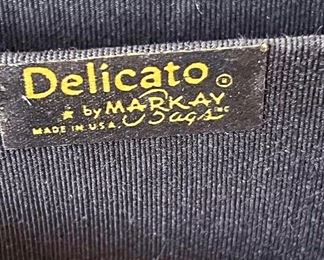 Delicato ®
★ by MARKAY INC
MADE IN U.S.A. Bags